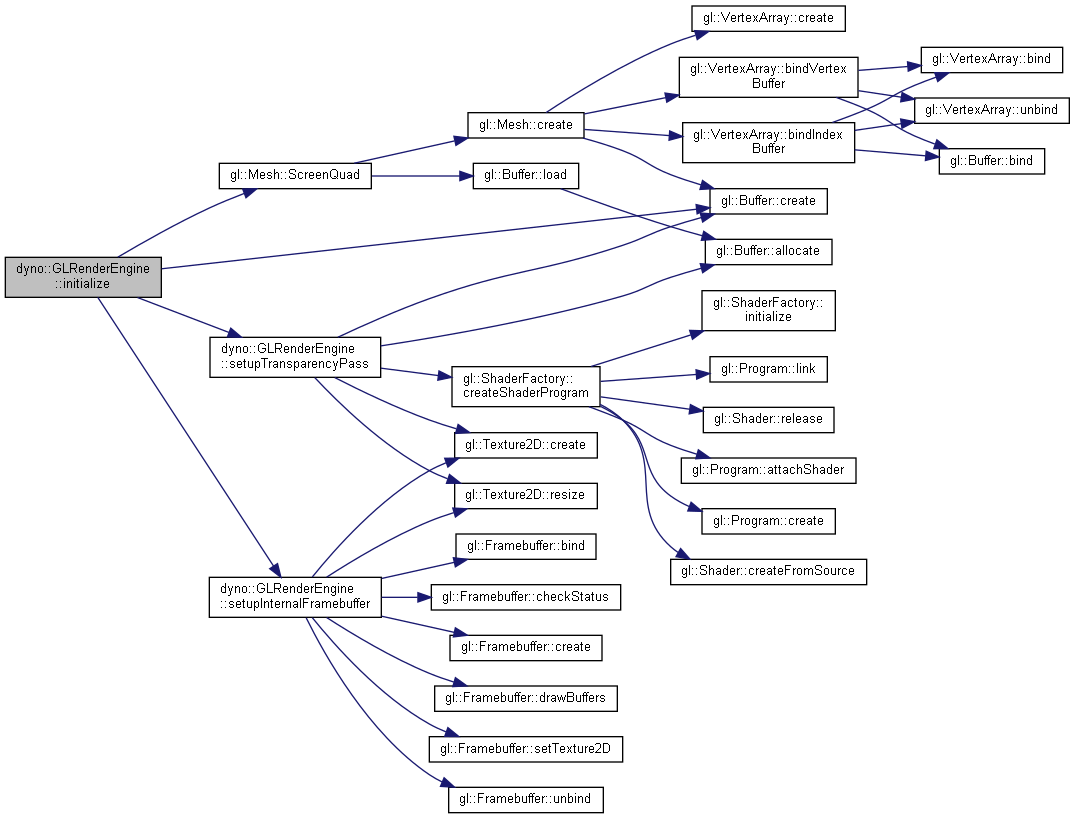 gl::VertexArray::create
gl::VertexArray::bindVertex
Buffer
gl::VertexArray::bind
gl::VertexArray::unbind
gl::Mesh::create
gl::VertexArray::bindIndex
Buffer
gl::Buffer::bind
gl::Mesh::ScreenQuad
gl::Buffer::load
gl::Buffer::create
gl::Buffer::allocate
dyno::GLRenderEngine
::initialize
gl::ShaderFactory::
initialize
dyno::GLRenderEngine
::setupTransparencyPass
gl::Program::link
gl::ShaderFactory::
createShaderProgram
gl::Shader::release
gl::Texture2D::create
gl::Program::attachShader
gl::Texture2D::resize
gl::Program::create
gl::Framebuffer::bind
gl::Shader::createFromSource
dyno::GLRenderEngine
::setupInternalFramebuffer
gl::Framebuffer::checkStatus
gl::Framebuffer::create
gl::Framebuffer::drawBuffers
gl::Framebuffer::setTexture2D
gl::Framebuffer::unbind